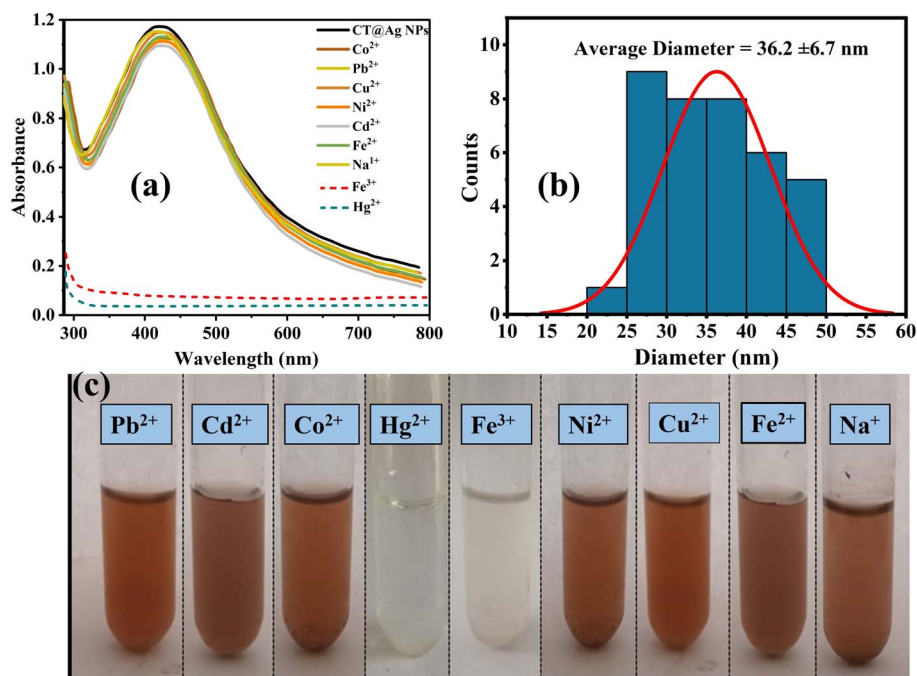 (a)
1.2
1.0
0.8
0.6
0.4
0.2
0.0
Absorbance
300
400
500
600
700
800
Wavelength (nm)
CT@Ag NPs
Co²⁺
Pb²⁺
Cu²⁺
Ni²⁺
Cd²⁺
Fe²⁺
Na¹⁺
Fe³⁺
Hg²⁺
(b)
Average Diameter = 36.2 ±6.7 nm
10
8
6
4
2
0
Counts
10
15
20
25
30
35
40
45
50
55
60
Diameter (nm)
(c)
Pb²⁺
Cd²⁺
Co²⁺
Hg²⁺
Fe³⁺
Ni²⁺
Cu²⁺
Fe²⁺
Na⁺